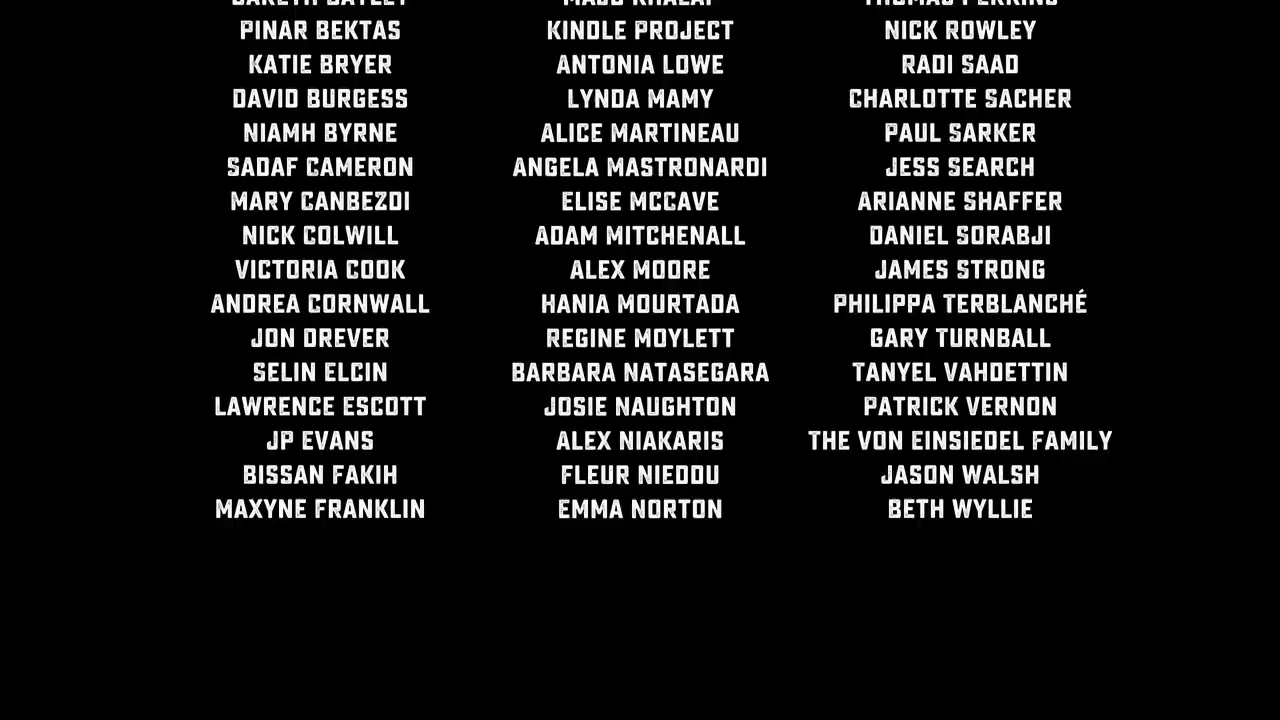 PINAR BEKTAS
KATIE BRYER
DAVID BURGESS
NIAMH BYRNE
SADAF CAMERON
MARY CANBEZDI
NICK COLWILL
VICTORIA COOK
ANDREA CORNWALL
JON DREVER
SELIN ELCIN
LAWRENCE ESCOTT
JP EVANS
BISSAN FAKIH
MAXYNE FRANKLIN
KINDLE PROJECT
ANTONIA LOWE
LYNDA MAMY
ALICE MARTINEAU
ANGELA MASTRONARDI
ELISE MCCAVE
ADAM MITCHENALL
ALEX MOORE
HANIA MOURTADA
REGINE MOYLETT
BARBARA NATASEGARA
JOSIE NAUGHTON
ALEX NIAKARIS
FLEUR NIEDDU
EMMA NORTON
NICK ROWLEY
RADI SAAD
CHARLOTTE SACHER
PAUL SARKER
JESS SEARCH
ARIANNE SHAFFER
DANIEL SORABJI
JAMES STRONG
PHILIPPA TERBLANCHÉ
GARY TURNBALL
TANYEL VAHDETTIN
PATRICK VERNON
THE VON EINSIEDEL FAMILY
JASON WALSH
BETH WYLLIE